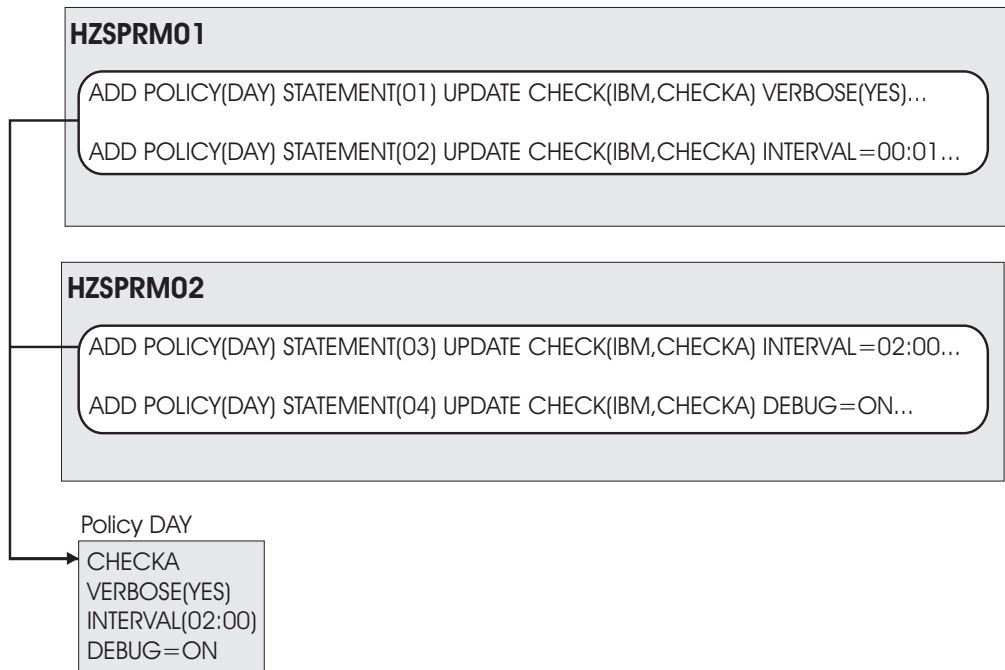 HZSPRM01
ADD POLICY(DAY) STATEMENT(01) UPDATE CHECK(IBM,CHECKA) VERBOSE(YES)...
ADD POLICY(DAY) STATEMENT(02) UPDATE CHECK(IBM,CHECKA) INTERVAL=00:01...
HZSPRM02
ADD POLICY(DAY) STATEMENT(03) UPDATE CHECK(IBM,CHECKA) INTERVAL=02:00...
ADD POLICY(DAY) STATEMENT(04) UPDATE CHECK(IBM,CHECKA) DEBUG=ON...
Policy DAY
CHECKA
VERBOSE(YES)
INTERVAL(02:00)
DEBUG=ON